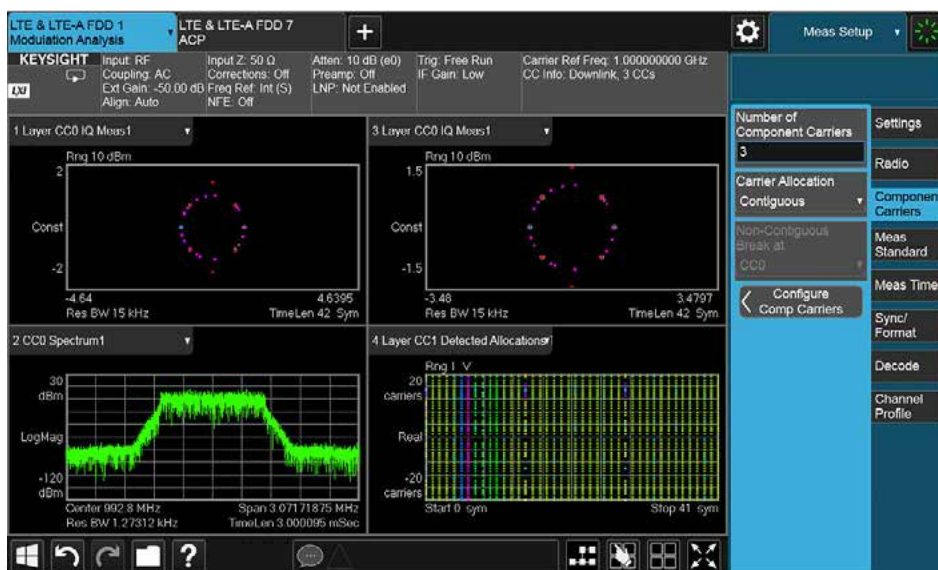 LTE & LTE-A FDD 1
Modulation Analysis
LTE & LTE-A FDD 7
ACP
Meas Setup
KEYSIGHT
LXI
Input: RF
Coupling: AC
Ext Gain: -50.00 dB
Align: Auto
Input Z: 50 Ω
Corrections: Off
Freq Ref: Int (S)
NFE: Off
Atten: 10 dB (e0)
Preamp: Off
LNP: Not Enabled
Trig: Free Run
IF Gain: Low
Carrier Ref Freq: 1.000000000 GHz
CC Info: Downlink, 3 CCs
1 Layer CC0 IQ Meas1
Rng 10 dBm
2
Const
-2
-4.64
4.6395
Res BW 15 kHz
TimeLen 42 Sym
3 Layer CC0 IQ Meas1
Rng 10 dBm
1.5
Const
-1.5
-3.48
3.4797
Res BW 15 kHz
TimeLen 42 Sym
2 CC0 Spectrum1
30
dBm
LogMag
-120
dBm
Center 992.8 MHz
Span 3.07171875 MHz
Res BW 1.27312 kHz
TimeLen 3.000095 mSec
4 Layer CC1 Detected Allocations
Rng 1 V
20
carriers
Real
-20
carriers
Start 0 sym
Stop 41 sym
Number of
Component Carriers
3
Carrier Allocation
Contiguous
Non-Contiguous
Break at
CC0
Configure
Comp Carriers
Settings
Radio
Component
Carriers
Meas
Standard
Meas Time
Sync/
Format
Decode
Channel
Profile
?